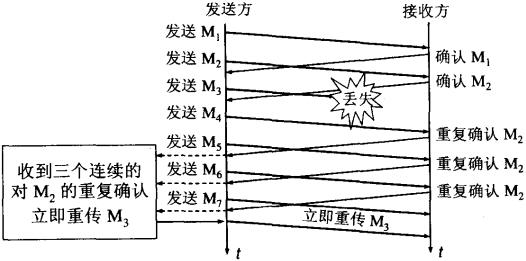 发送方
接收方
发送 M1
确认 M1
发送 M2
确认 M2
发送 M3
丢失
发送 M4
重复确认 M2
发送 M5
重复确认 M2
发送 M6
重复确认 M2
发送 M7
收到三个连续的
对 M2 的重复确认
立即重传 M3
立即重传 M3
t
t